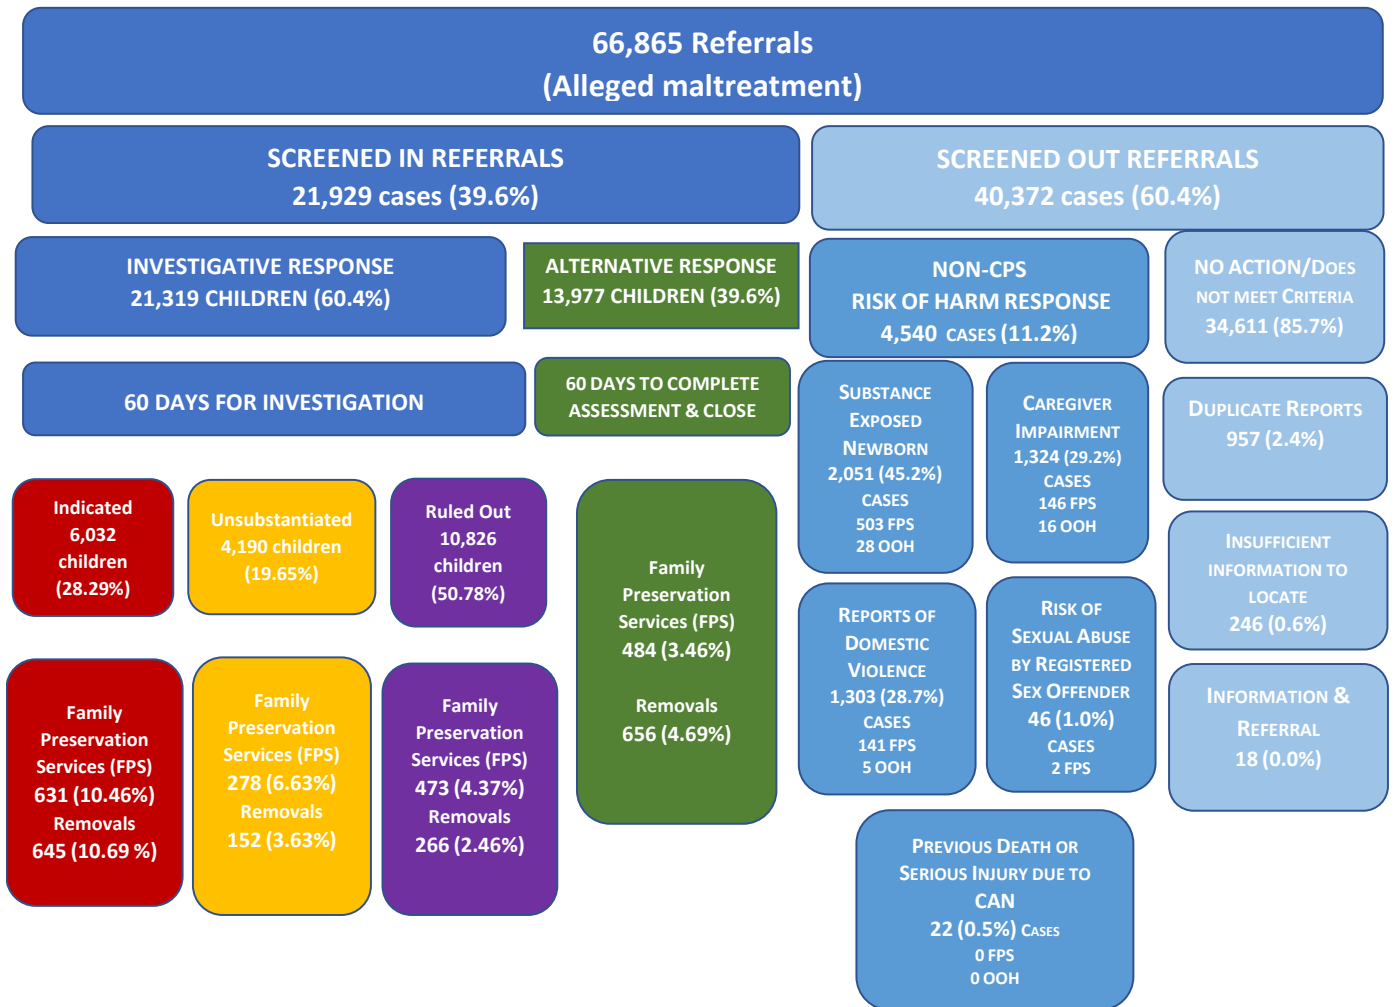 66,865 Referrals
(Alleged maltreatment)
SCREENED IN REFERRALS
21,929 cases (39.6%)
SCREENED OUT REFERRALS
40,372 cases (60.4%)
INVESTIGATIVE RESPONSE
21,319 CHILDREN (60.4%)
ALTERNATIVE RESPONSE
13,977 CHILDREN (39.6%)
NON-CPS
RISK OF HARM RESPONSE
4,540 CASES (11.2%)
NO ACTION/DOES
NOT MEET CRITERIA
34,611 (85.7%)
60 DAYS FOR INVESTIGATION
60 DAYS TO COMPLETE
ASSESSMENT & CLOSE
SUBSTANCE
EXPOSED
NEWBORN
2,051 (45.2%)
CASES
503 FPS
28 OOH
CAREGIVER
IMPAIRMENT
1,324 (29.2%)
CASES
146 FPS
16 OOH
DUPLICATE REPORTS
957 (2.4%)
Indicated
6,032
children
(28.29%)
Unsubstantiated
4,190 children
(19.65%)
Ruled Out
10,826
children
(50.78%)
Family
Preservation
Services (FPS)
484 (3.46%)
Removals
656 (4.69%)
INSUFFICIENT
INFORMATION TO
LOCATE
246 (0.6%)
REPORTS OF
DOMESTIC
VIOLENCE
1,303 (28.7%)
CASES
141 FPS
5 OOH
RISK OF
SEXUAL ABUSE
BY REGISTERED
SEX OFFENDER
46 (1.0%)
CASES
2 FPS
INFORMATION &
REFERRAL
18 (0.0%)
Family
Preservation
Services (FPS)
631 (10.46%)
Removals
645 (10.69 %)
Family
Preservation
Services (FPS)
278 (6.63%)
Removals
152 (3.63%)
Family
Preservation
Services (FPS)
473 (4.37%)
Removals
266 (2.46%)
PREVIOUS DEATH OR
SERIOUS INJURY DUE TO
CAN
22 (0.5%) CASES
0 FPS
0 OOH